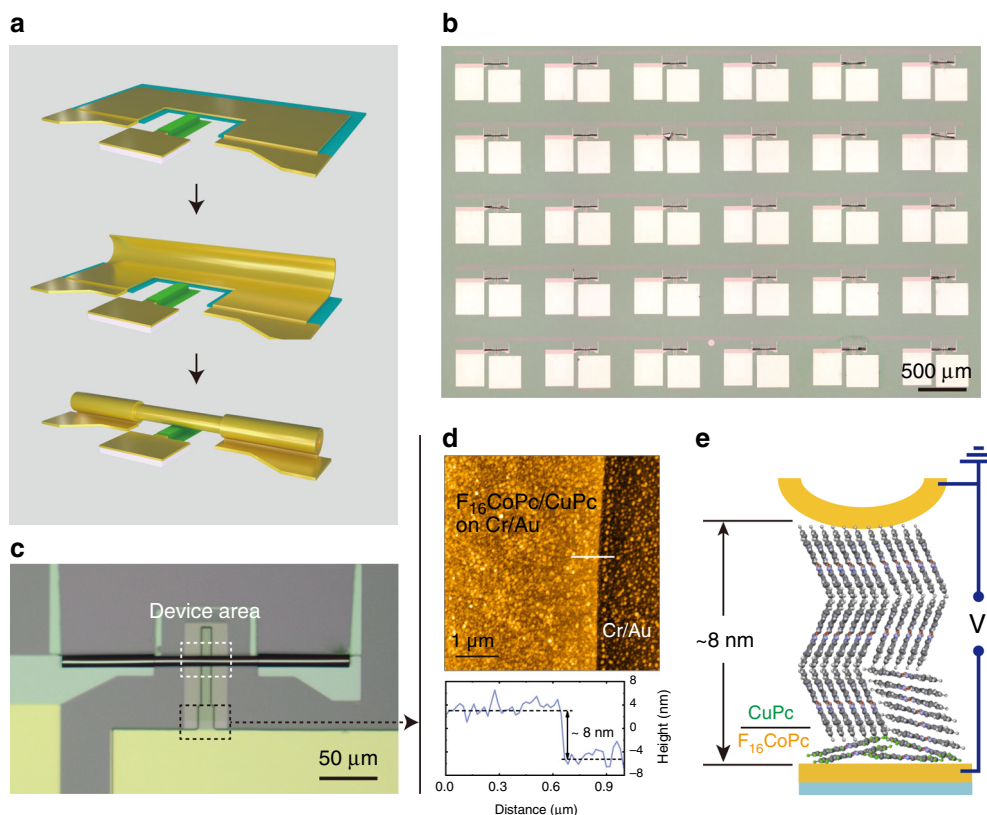 a
b
500 μm
c
Device area
50 μm
d
F₁₆CoPc/CuPc
on Cr/Au
1 μm
Cr/Au
8
4
0
–4
–8
Height (nm)
~ 8 nm
0.0
0.3
0.6
0.9
Distance (μm)
e
~8 nm
V
CuPc
F₁₆CoPc